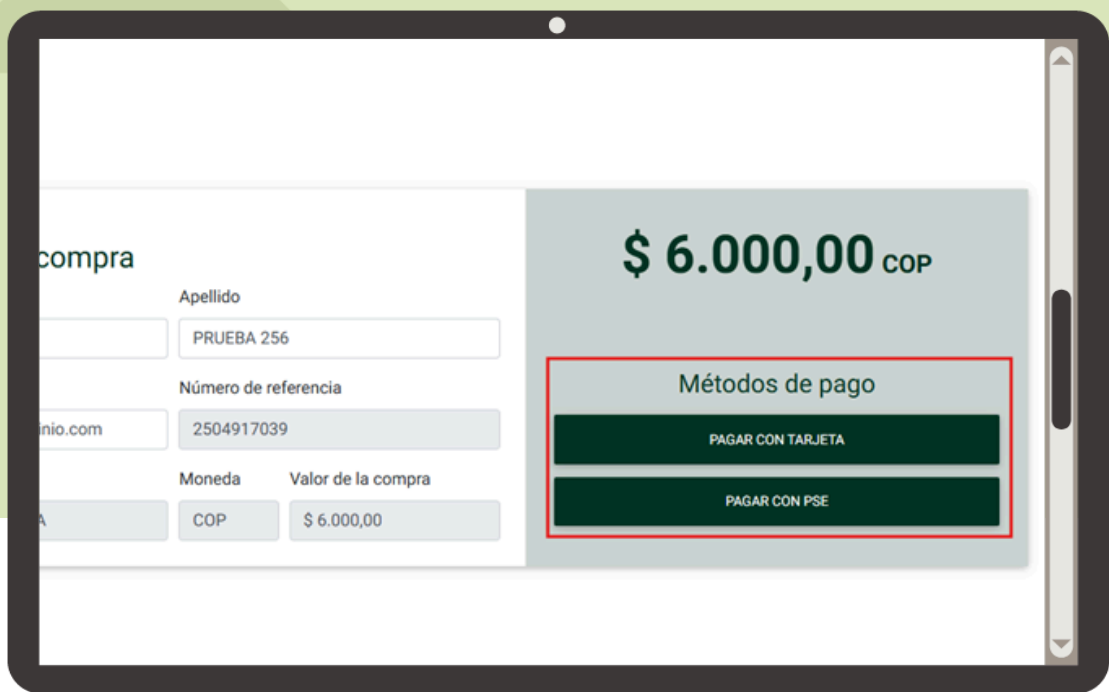 compra
Apellido
PRUEBA 256
Número de referencia
inio.com
2504917039
Moneda
Valor de la compra
A
COP
$ 6.000,00
$ 6.000,00 COP
Métodos de pago
PAGAR CON TARJETA
PAGAR CON PSE